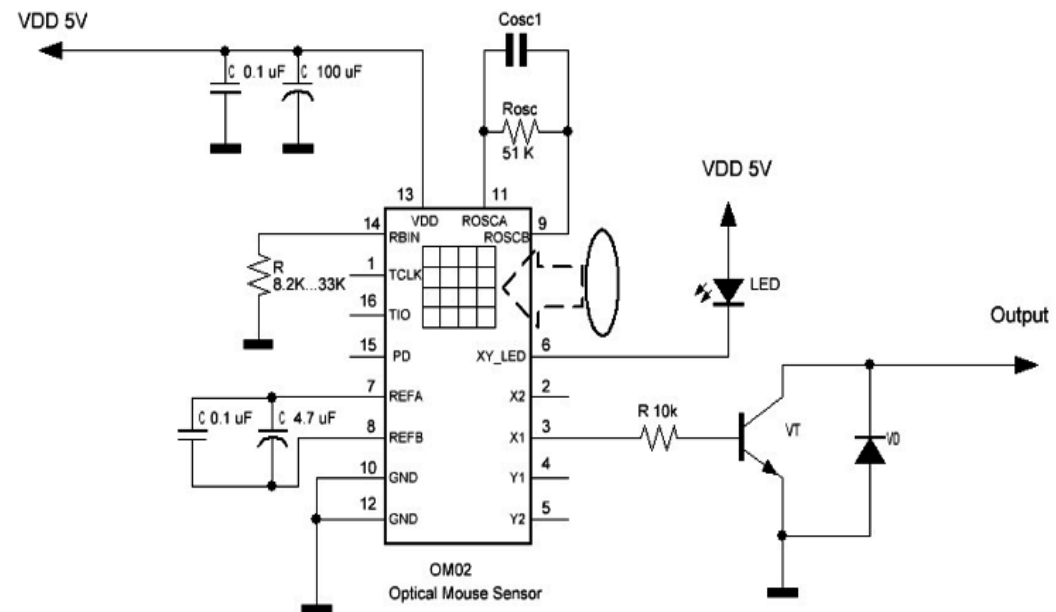 VDD 5V
Cosc1
C 0.1 uF
C 100 uF
Rosc
51 K
VDD 5V
13
11
14
VDD
ROSCA
9
RBIN
ROSCB
R
8.2K...33K
1
TCLK
LED
16
TIO
Output
15
PD
XY_LED
6
7
REFA
X2
2
C 0.1 uF
C 4.7 uF
R 10k
8
REFB
X1
3
VT
VD
10
GND
Y1
4
12
GND
Y2
5
OM02
Optical Mouse Sensor